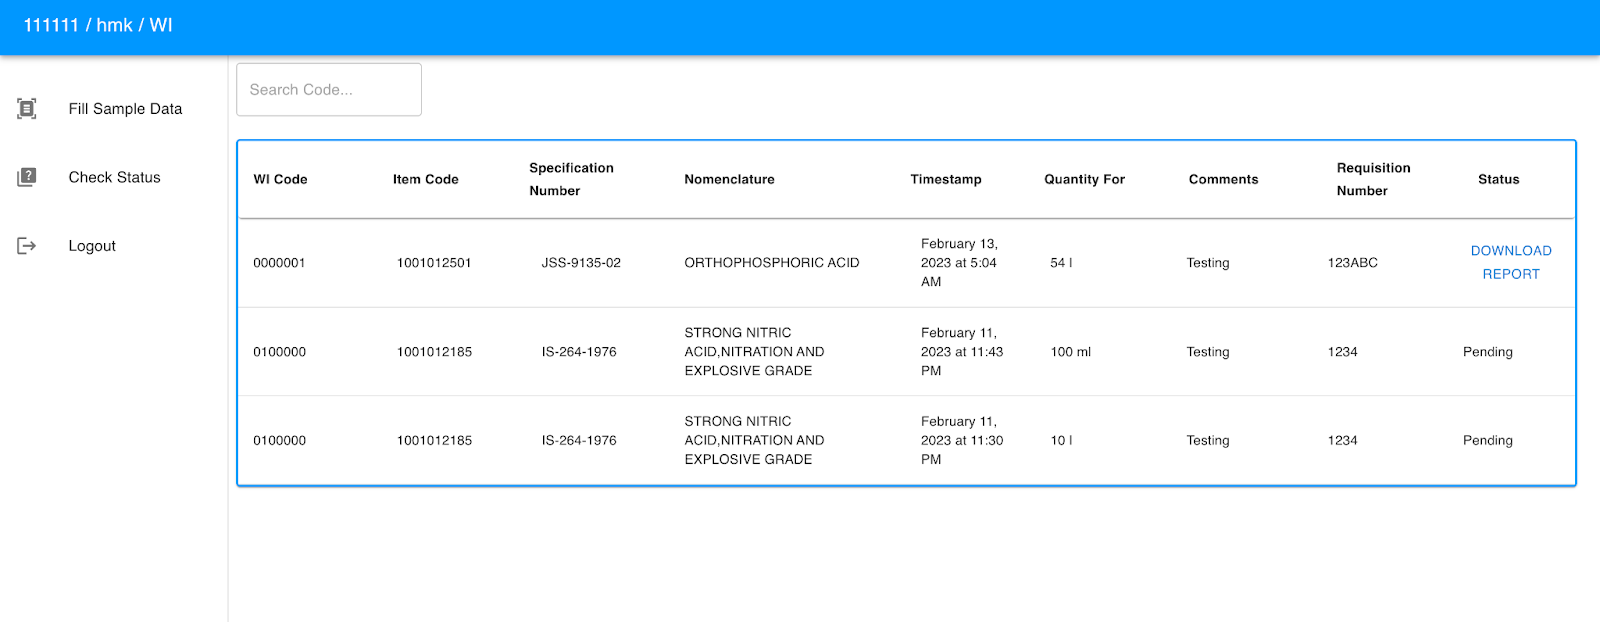 111111 / hmk / WI
Fill Sample Data
Check Status
Logout
Search Code...
WI Code Item Code Specification Number Nomenclature Timestamp Quantity For Comments Requisition Number Status
0000001 1001012501 JSS-9135-02 ORTHOPHOSPHORIC ACID February 13, 2023 at 5:04 AM 54 l Testing 123ABC DOWNLOAD REPORT
0100000 1001012185 IS-264-1976 STRONG NITRIC ACID,NITRATION AND EXPLOSIVE GRADE February 11, 2023 at 11:43 PM 100 ml Testing 1234 Pending
0100000 1001012185 IS-264-1976 STRONG NITRIC ACID,NITRATION AND EXPLOSIVE GRADE February 11, 2023 at 11:30 PM 10 l Testing 1234 Pending